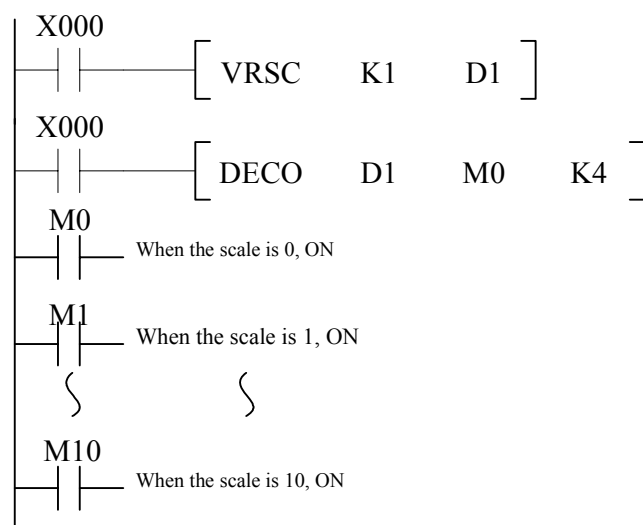 X000
VRSC K1 D1
X000
DECO D1 M0 K4
M0
When the scale is 0, ON
M1
When the scale is 1, ON
M10
When the scale is 10, ON